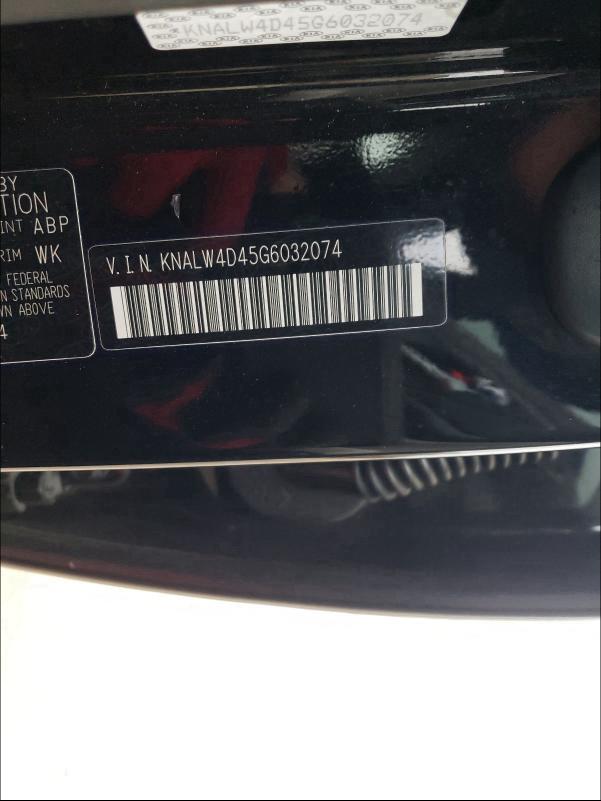 KNALW4D45G6032074
BY
TION
INT ABP
RIM WK
FEDERAL
N STANDARDS
WN ABOVE
4
V.I.N. KNALW4D45G6032074